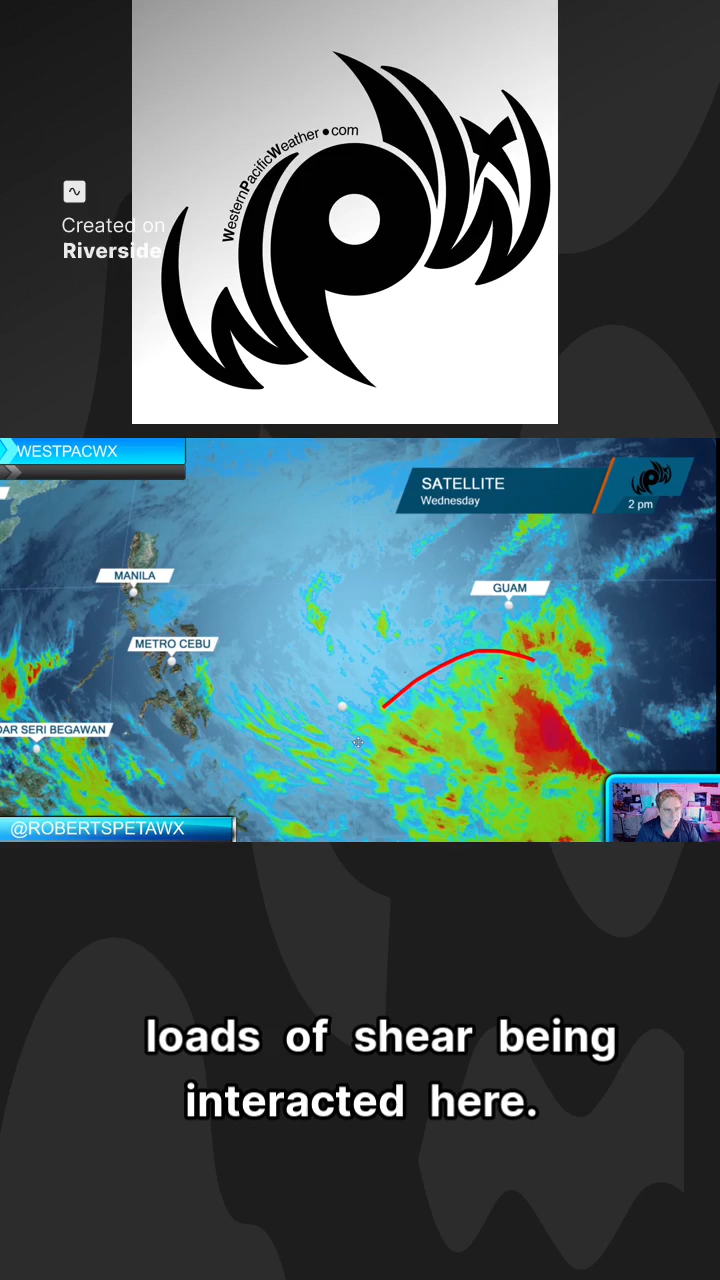 WesternPacificWeather•com
Created on
Riverside
WESTPACWX
SATELLITE
Wednesday
2 pm
MANILA
GUAM
METRO CEBU
DAR SERI BEGAWAN
@ROBERTSPETAWX
loads of shear being
interacted here.